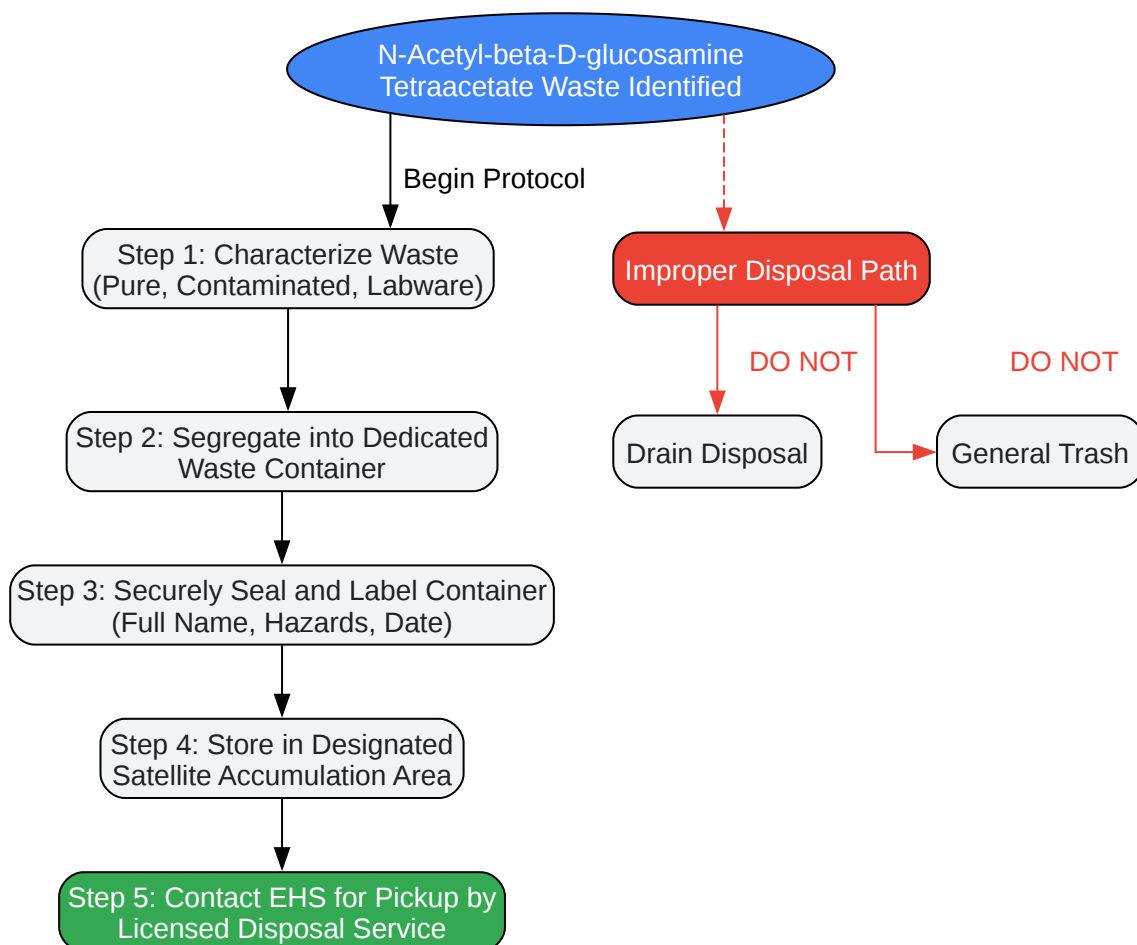 N-Acetyl-beta-D-glucosamine
Tetraacetate Waste Identified
Begin Protocol
Step 1: Characterize Waste
(Pure, Contaminated, Labware)
Improper Disposal Path
DO NOT
DO NOT
Step 2: Segregate into Dedicated
Waste Container
Drain Disposal
General Trash
Step 3: Securely Seal and Label Container
(Full Name, Hazards, Date)
Step 4: Store in Designated
Satellite Accumulation Area
Step 5: Contact EHS for Pickup by
Licensed Disposal Service